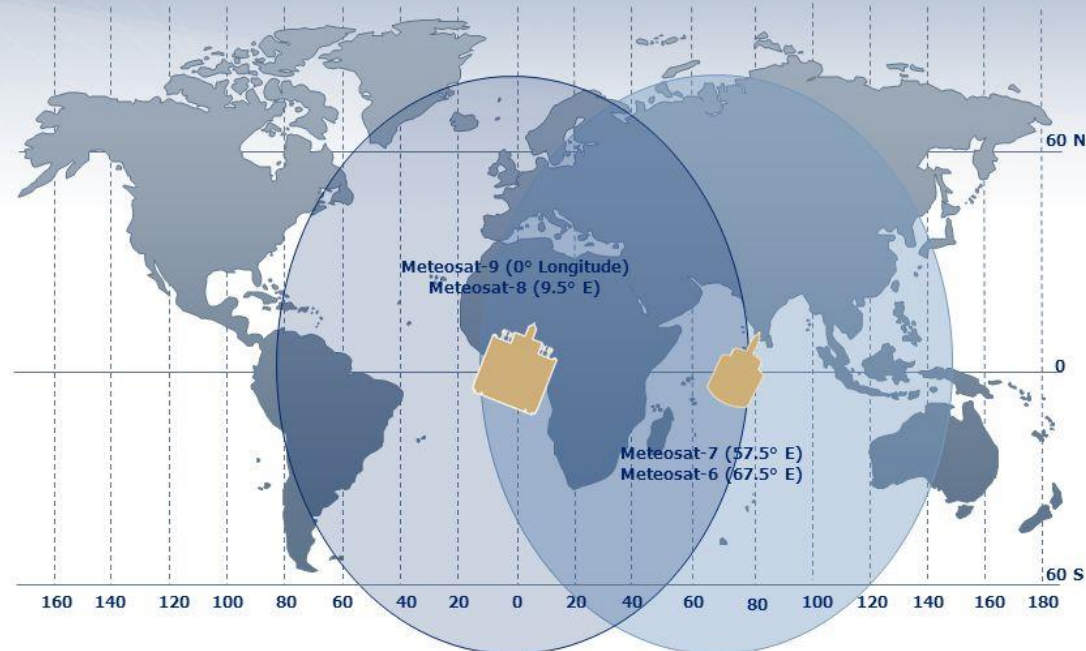 60 N
Meteosat-9 (0° Longitude)
Meteosat-8 (9.5° E)
0
Meteosat-7 (57.5° E)
Meteosat-6 (67.5° E)
60 S
160 140 120 100 80 60 40 20 0 20 40 60 80 100 120 140 160 180